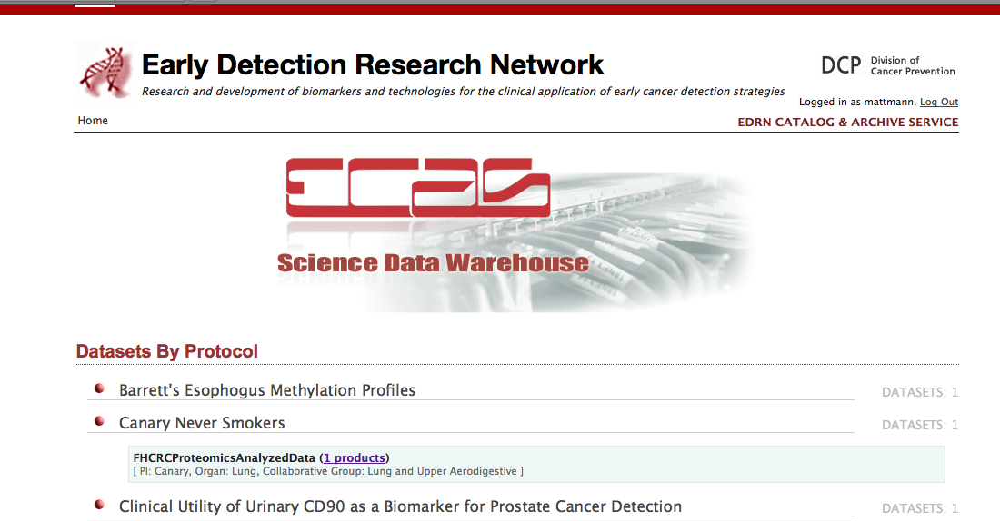 Early Detection Research Network
Research and development of biomarkers and technologies for the clinical application of early cancer detection strategies
DCP Division of
Cancer Prevention
Logged in as mattmann. Log Out
Home
EDRN CATALOG & ARCHIVE SERVICE
ecas
Science Data Warehouse
Datasets By Protocol
Barrett's Esophogus Methylation Profiles DATASETS: 1
Canary Never Smokers DATASETS: 1
FHCRCProteomicsAnalyzedData (1 products)
[ PI: Canary, Organ: Lung, Collaborative Group: Lung and Upper Aerodigestive ]
Clinical Utility of Urinary CD90 as a Biomarker for Prostate Cancer Detection DATASETS: 1